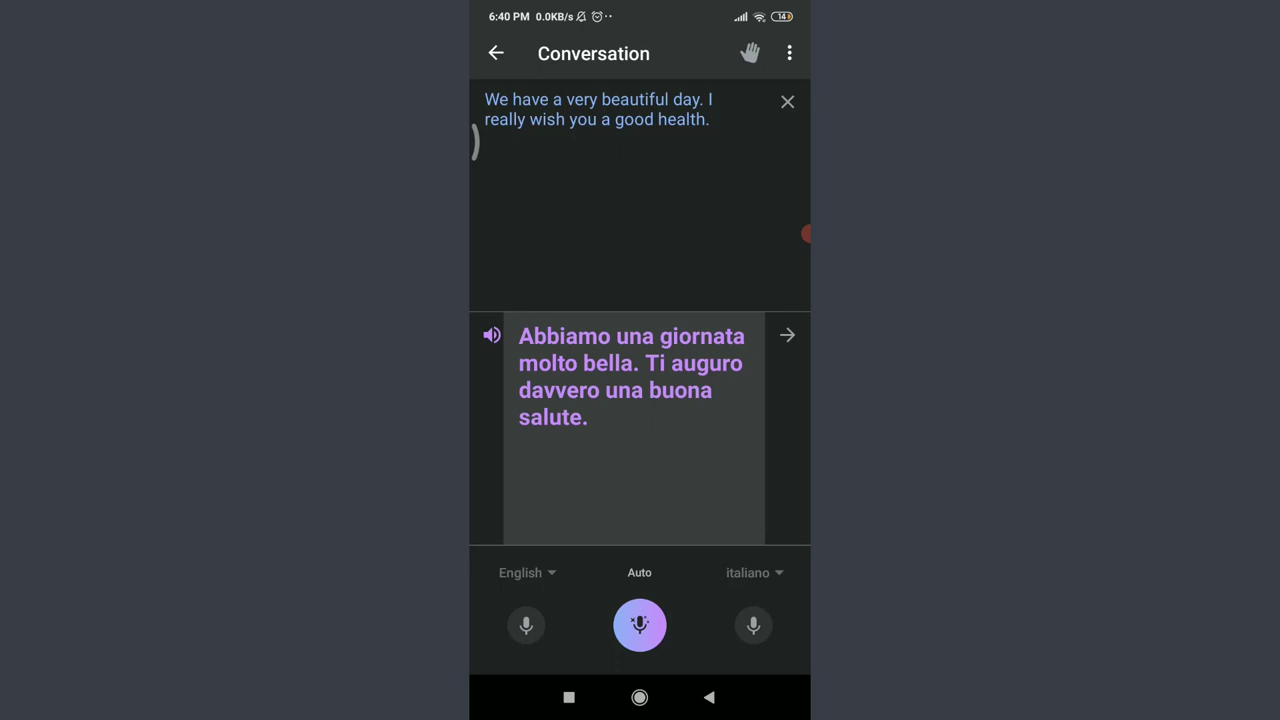 6:40 PM 0.0KB/s 14
Conversation
We have a very beautiful day. I
really wish you a good health.
Abbiamo una giornata
molto bella. Ti auguro
davvero una buona
salute.
English Auto italiano